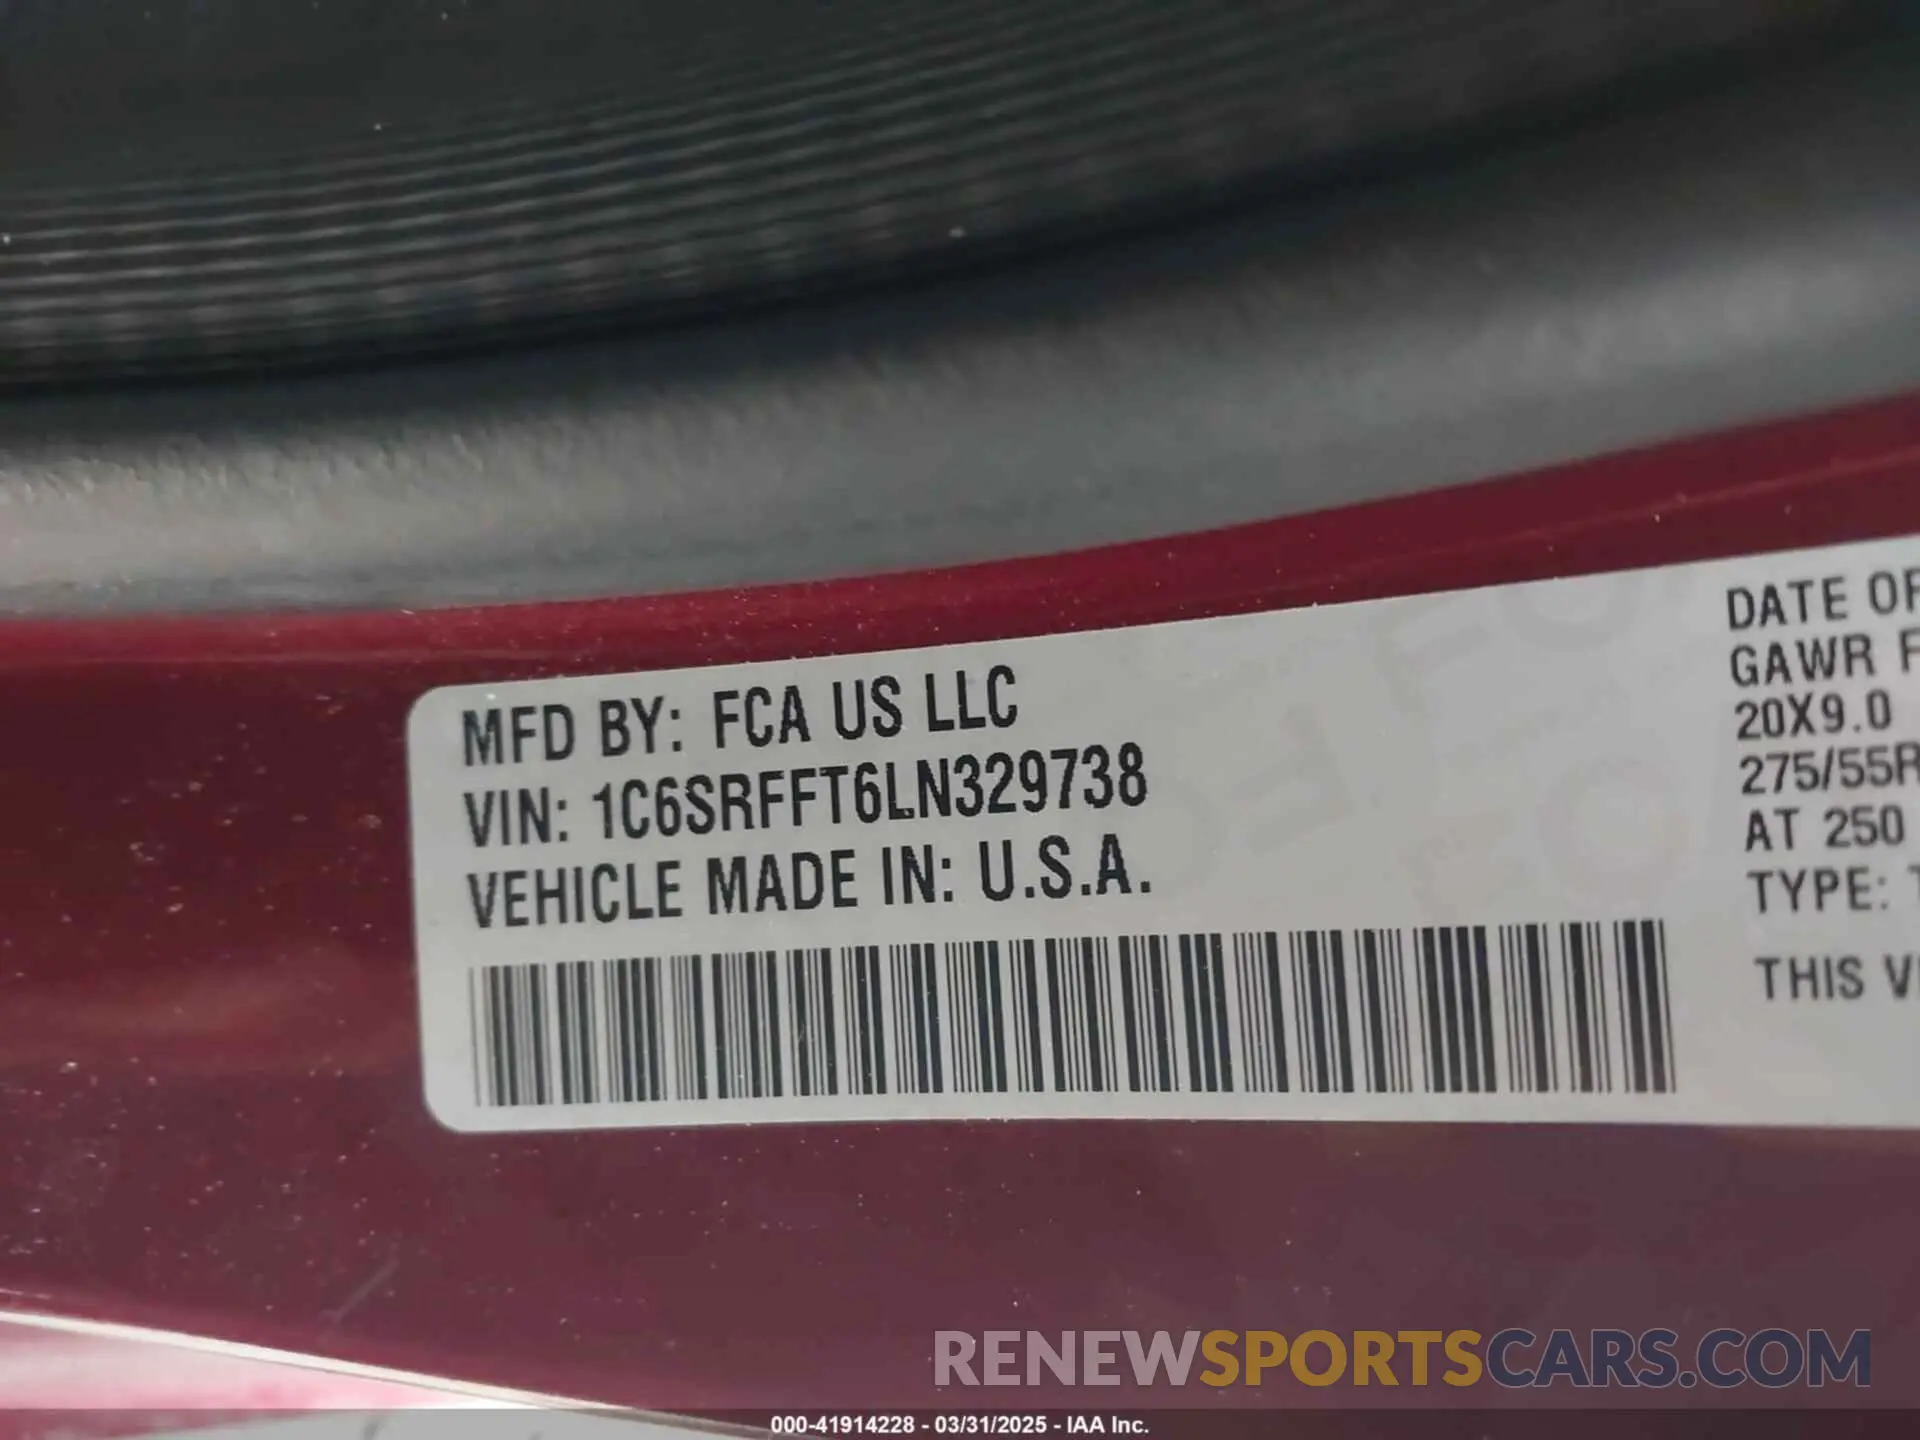 MFD BY: FCA US LLC
VIN: 1C6SRFFT6LN329738
VEHICLE MADE IN: U.S.A.
DATE OF
GAWR F
20X9.0
275/55R
AT 250
TYPE: T
THIS V
RENEWSPORTSCARS.COM
000-41914228 - 03/31/2025 - IAA Inc.